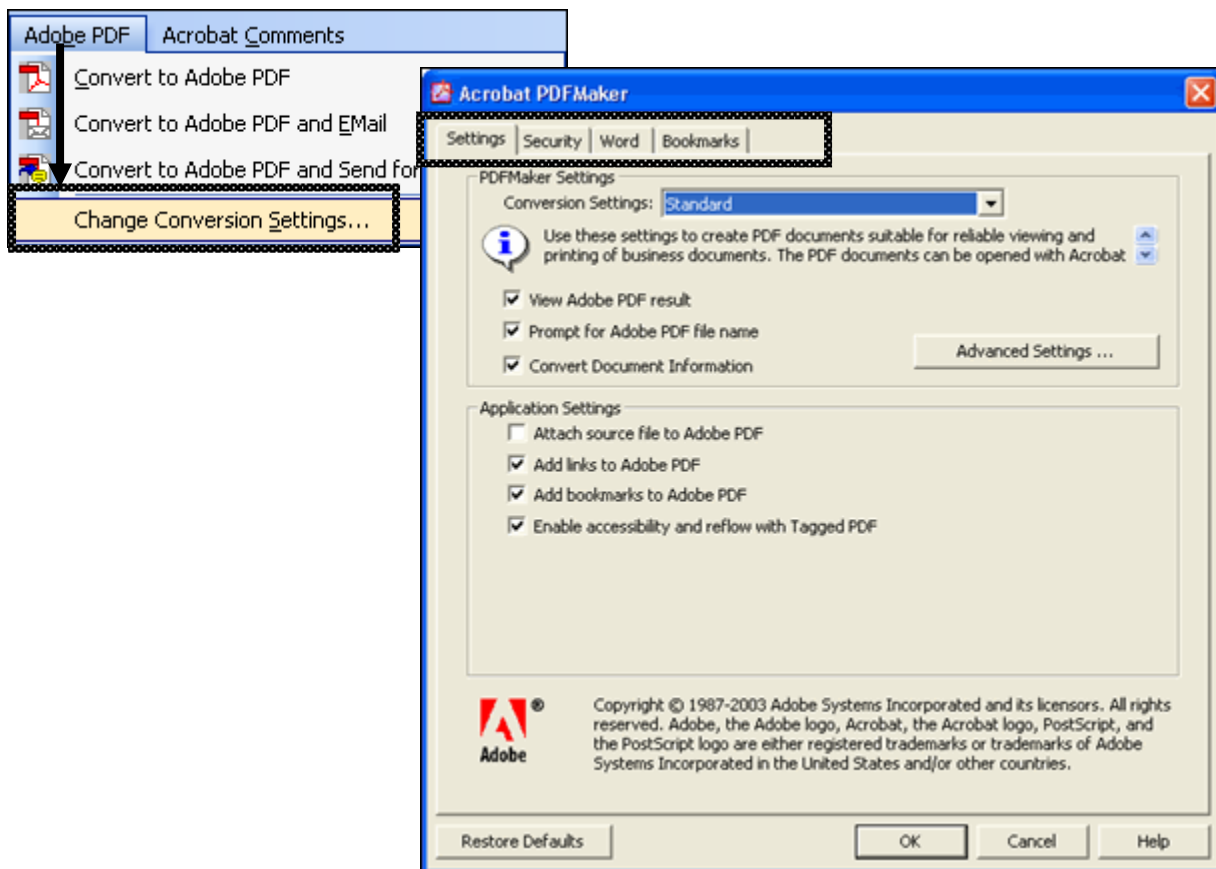 Adobe PDF Acrobat Comments
Convert to Adobe PDF
Convert to Adobe PDF and EMail
Convert to Adobe PDF and Send for
Change Conversion Settings...
Acrobat PDFMaker
Settings Security Word Bookmarks
PDFMaker Settings
Conversion Settings: Standard
Use these settings to create PDF documents suitable for reliable viewing and
printing of business documents. The PDF documents can be opened with Acrobat
View Adobe PDF result
Prompt for Adobe PDF file name
Advanced Settings ...
Convert Document Information
Application Settings
Attach source file to Adobe PDF
Add links to Adobe PDF
Add bookmarks to Adobe PDF
Enable accessibility and reflow with Tagged PDF
Adobe
®
Copyright © 1987-2003 Adobe Systems Incorporated and its licensors. All rights
reserved. Adobe, the Adobe logo, Acrobat, the Acrobat logo, PostScript, and
the PostScript logo are either registered trademarks or trademarks of Adobe
Systems Incorporated in the United States and/or other countries.
Restore Defaults OK Cancel Help